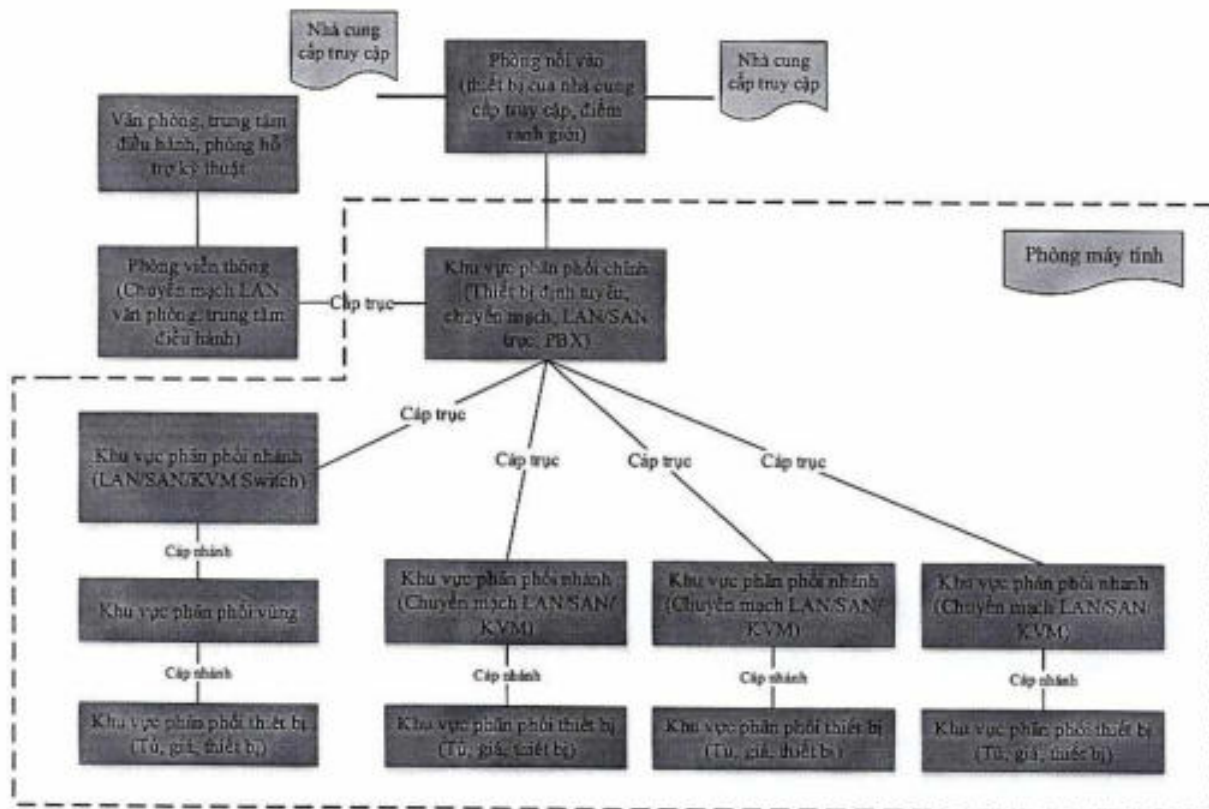 Nhà cung
cấp truy cập
Phòng nối vào
(thiết bị của nhà cung
cấp truy cập, điểm
ranh giới)
Nhà cung
cấp truy cập
Văn phòng, trung tâm
điều hành, phòng hỗ
trợ kỹ thuật
Phòng viễn thông
(Chuyển mạch LAN
văn phòng, trung tâm
điều hành)
Cáp trục
Khu vực phân phối chính
(Thiết bị định tuyến,
chuyển mạch, LAN/SAN
trục, PBX)
Phòng máy tính
Cáp trục
Cáp trục
Cáp trục
Cáp trục
Khu vực phân phối nhánh
(LAN/SAN/KVM Switch)
Cáp nhánh
Khu vực phân phối vùng
Cáp nhánh
Khu vực phân phối thiết bị
(Tủ, giá, thiết bị)
Khu vực phân phối nhánh
(Chuyển mạch LAN/SAN/
KVM)
Cáp nhánh
Khu vực phân phối thiết bị
(Tủ, giá, thiết bị)
Khu vực phân phối nhánh
(Chuyển mạch LAN/SAN/
KVM)
Cáp nhánh
Khu vực phân phối thiết bị
(Tủ, giá, thiết bị)
Khu vực phân phối nhánh
(Chuyển mạch LAN/SAN/
KVM)
Cáp nhánh
Khu vực phân phối thiết bị
(Tủ, giá, thiết bị)